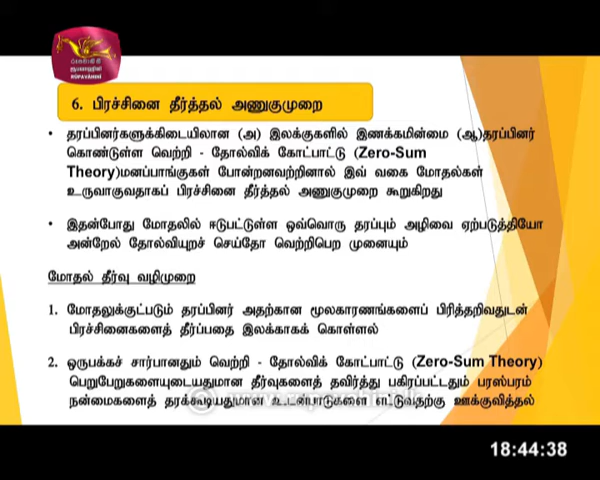 RUPAVAHINI
6. பிரச்சினை தீர்த்தல் அணுகுமுறை
• தரப்பினர்களுக்கிடையிலான (அ) இலக்குகளில் இணக்கமின்மை (ஆ)தரப்பினர்
கொண்டுள்ள வெற்றி - தோல்விக் கோட்பாட்டு (Zero-Sum
Theory)மனப்பாங்குகள் போன்றனவற்றினால் இவ் வகை மோதல்கள்
உருவாகுவதாகப் பிரச்சினை தீர்த்தல் அணுகுமுறை கூறுகிறது
• இதன்போது மோதலில் ஈடுபட்டுள்ள ஒவ்வொரு தரப்பும் அழிவை ஏற்படுத்தியோ
அன்றேல் தோல்வியுறச் செய்தோ வெற்றிபெற முனையும்
மோதல் தீர்வு வழிமுறை
1. மோதலுக்குட்படும் தரப்பினர் அதற்கான மூலகாரணங்களைப் பிரித்தறிவதுடன்
பிரச்சினைகளைத் தீர்ப்பதை இலக்காகக் கொள்ளல்
2. ஒருபக்கச் சார்பானதும் வெற்றி - தோல்விக் கோட்பாட்டு (Zero-Sum Theory)
பெறுபேறுகளையுடையதுமான தீர்வுகளைத் தவிர்த்து பகிரப்பட்டதும் பரஸ்பரம்
நன்மைகளைத் தரக்கூடியதுமான உடன்பாடுகளை எட்டுவதற்கு ஊக்குவித்தல்
18:44:38